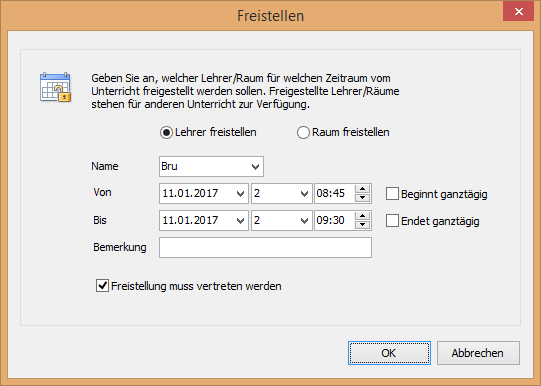 Freistellen
Geben Sie an, welcher Lehrer/Raum für welchen Zeitraum vom
Unterricht freigestellt werden sollen. Freigestellte Lehrer/Räume
stehen für anderen Unterricht zur Verfügung.
Lehrer freistellen Raum freistellen
Name Bru
Von 11.01.2017 2 08:45 Beginnt ganztägig
Bis 11.01.2017 2 09:30 Endet ganztägig
Bemerkung
Freistellung muss vertreten werden
OK Abbrechen